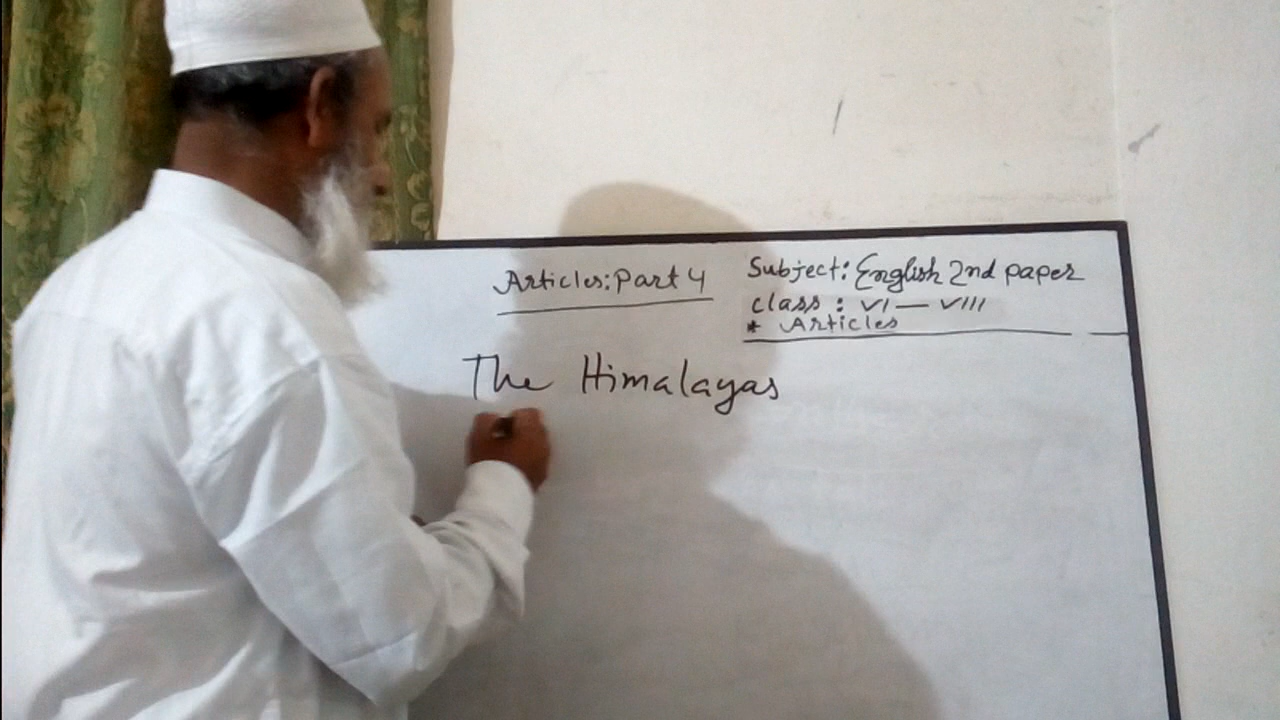 Articles: Part 4
Subject: English 2nd paper
class : VI — VIII
* Articles
The Himalayas